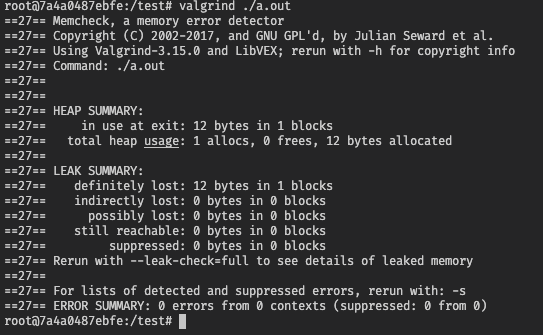 root@7a4a0487ebfe:/test# valgrind ./a.out
==27== Memcheck, a memory error detector
==27== Copyright (C) 2002-2017, and GNU GPL'd, by Julian Seward et al.
==27== Using Valgrind-3.15.0 and LibVEX; rerun with -h for copyright info
==27== Command: ./a.out
==27==
==27==
==27== HEAP SUMMARY:
==27==     in use at exit: 12 bytes in 1 blocks
==27==   total heap usage: 1 allocs, 0 frees, 12 bytes allocated
==27==
==27== LEAK SUMMARY:
==27==    definitely lost: 12 bytes in 1 blocks
==27==    indirectly lost: 0 bytes in 0 blocks
==27==      possibly lost: 0 bytes in 0 blocks
==27==    still reachable: 0 bytes in 0 blocks
==27==         suppressed: 0 bytes in 0 blocks
==27== Rerun with --leak-check=full to see details of leaked memory
==27==
==27== For lists of detected and suppressed errors, rerun with: -s
==27== ERROR SUMMARY: 0 errors from 0 contexts (suppressed: 0 from 0)
root@7a4a0487ebfe:/test#